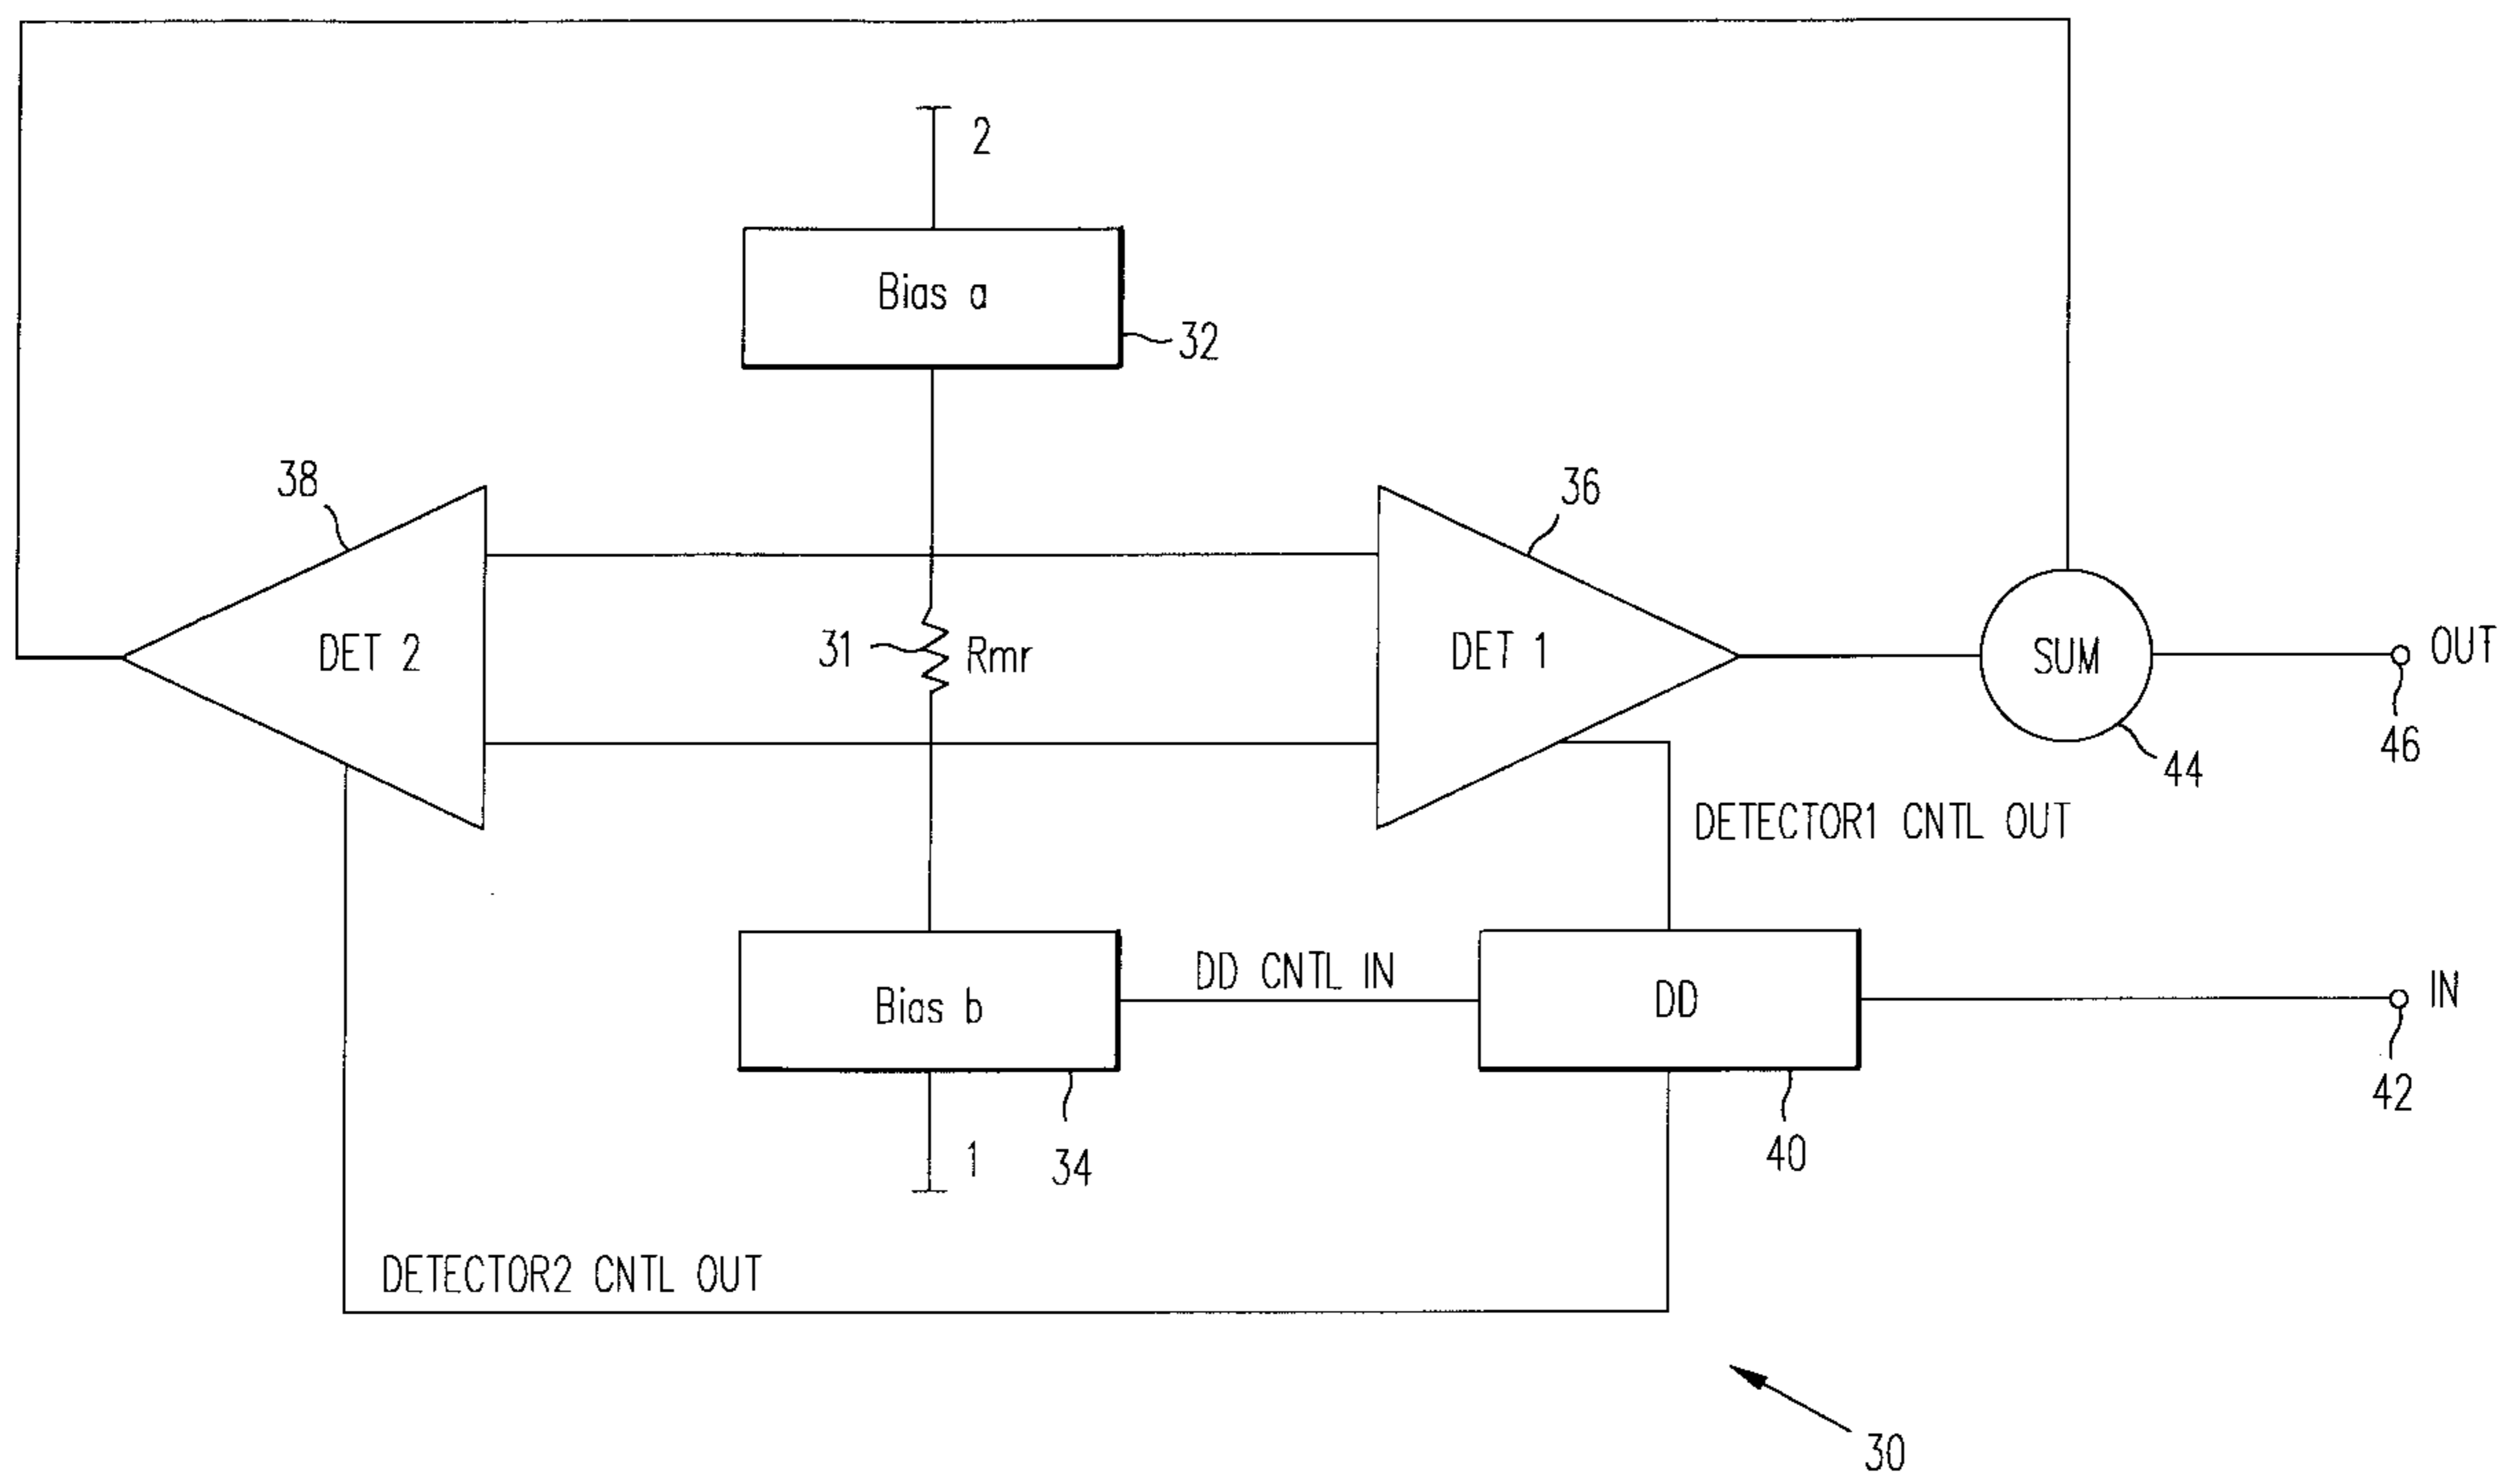 2
Bias a
32
38
36
DET 2
31
Rmr
DET 1
SUM
OUT
46
44
DETECTOR1 CNTL OUT
Bias b
DD CNTL IN
DD
IN
42
1
34
40
DETECTOR2 CNTL OUT
30